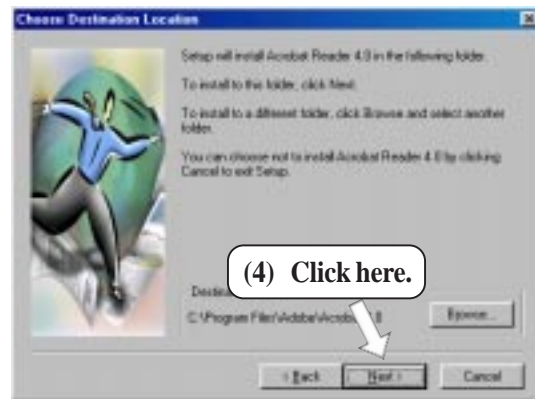 Choose Destination Location
Setup will install Acrobat Reader 4.0 in the following folder.
To install to this folder, click Next.
To install to a different folder, click Browse and select another
folder.
You can choose not to install Acrobat Reader 4.0 by clicking
Cancel to exit Setup.
(4) Click here.
C:\Program Files\Adobe\Acrobat
Browse...
< Back
Next >
Cancel